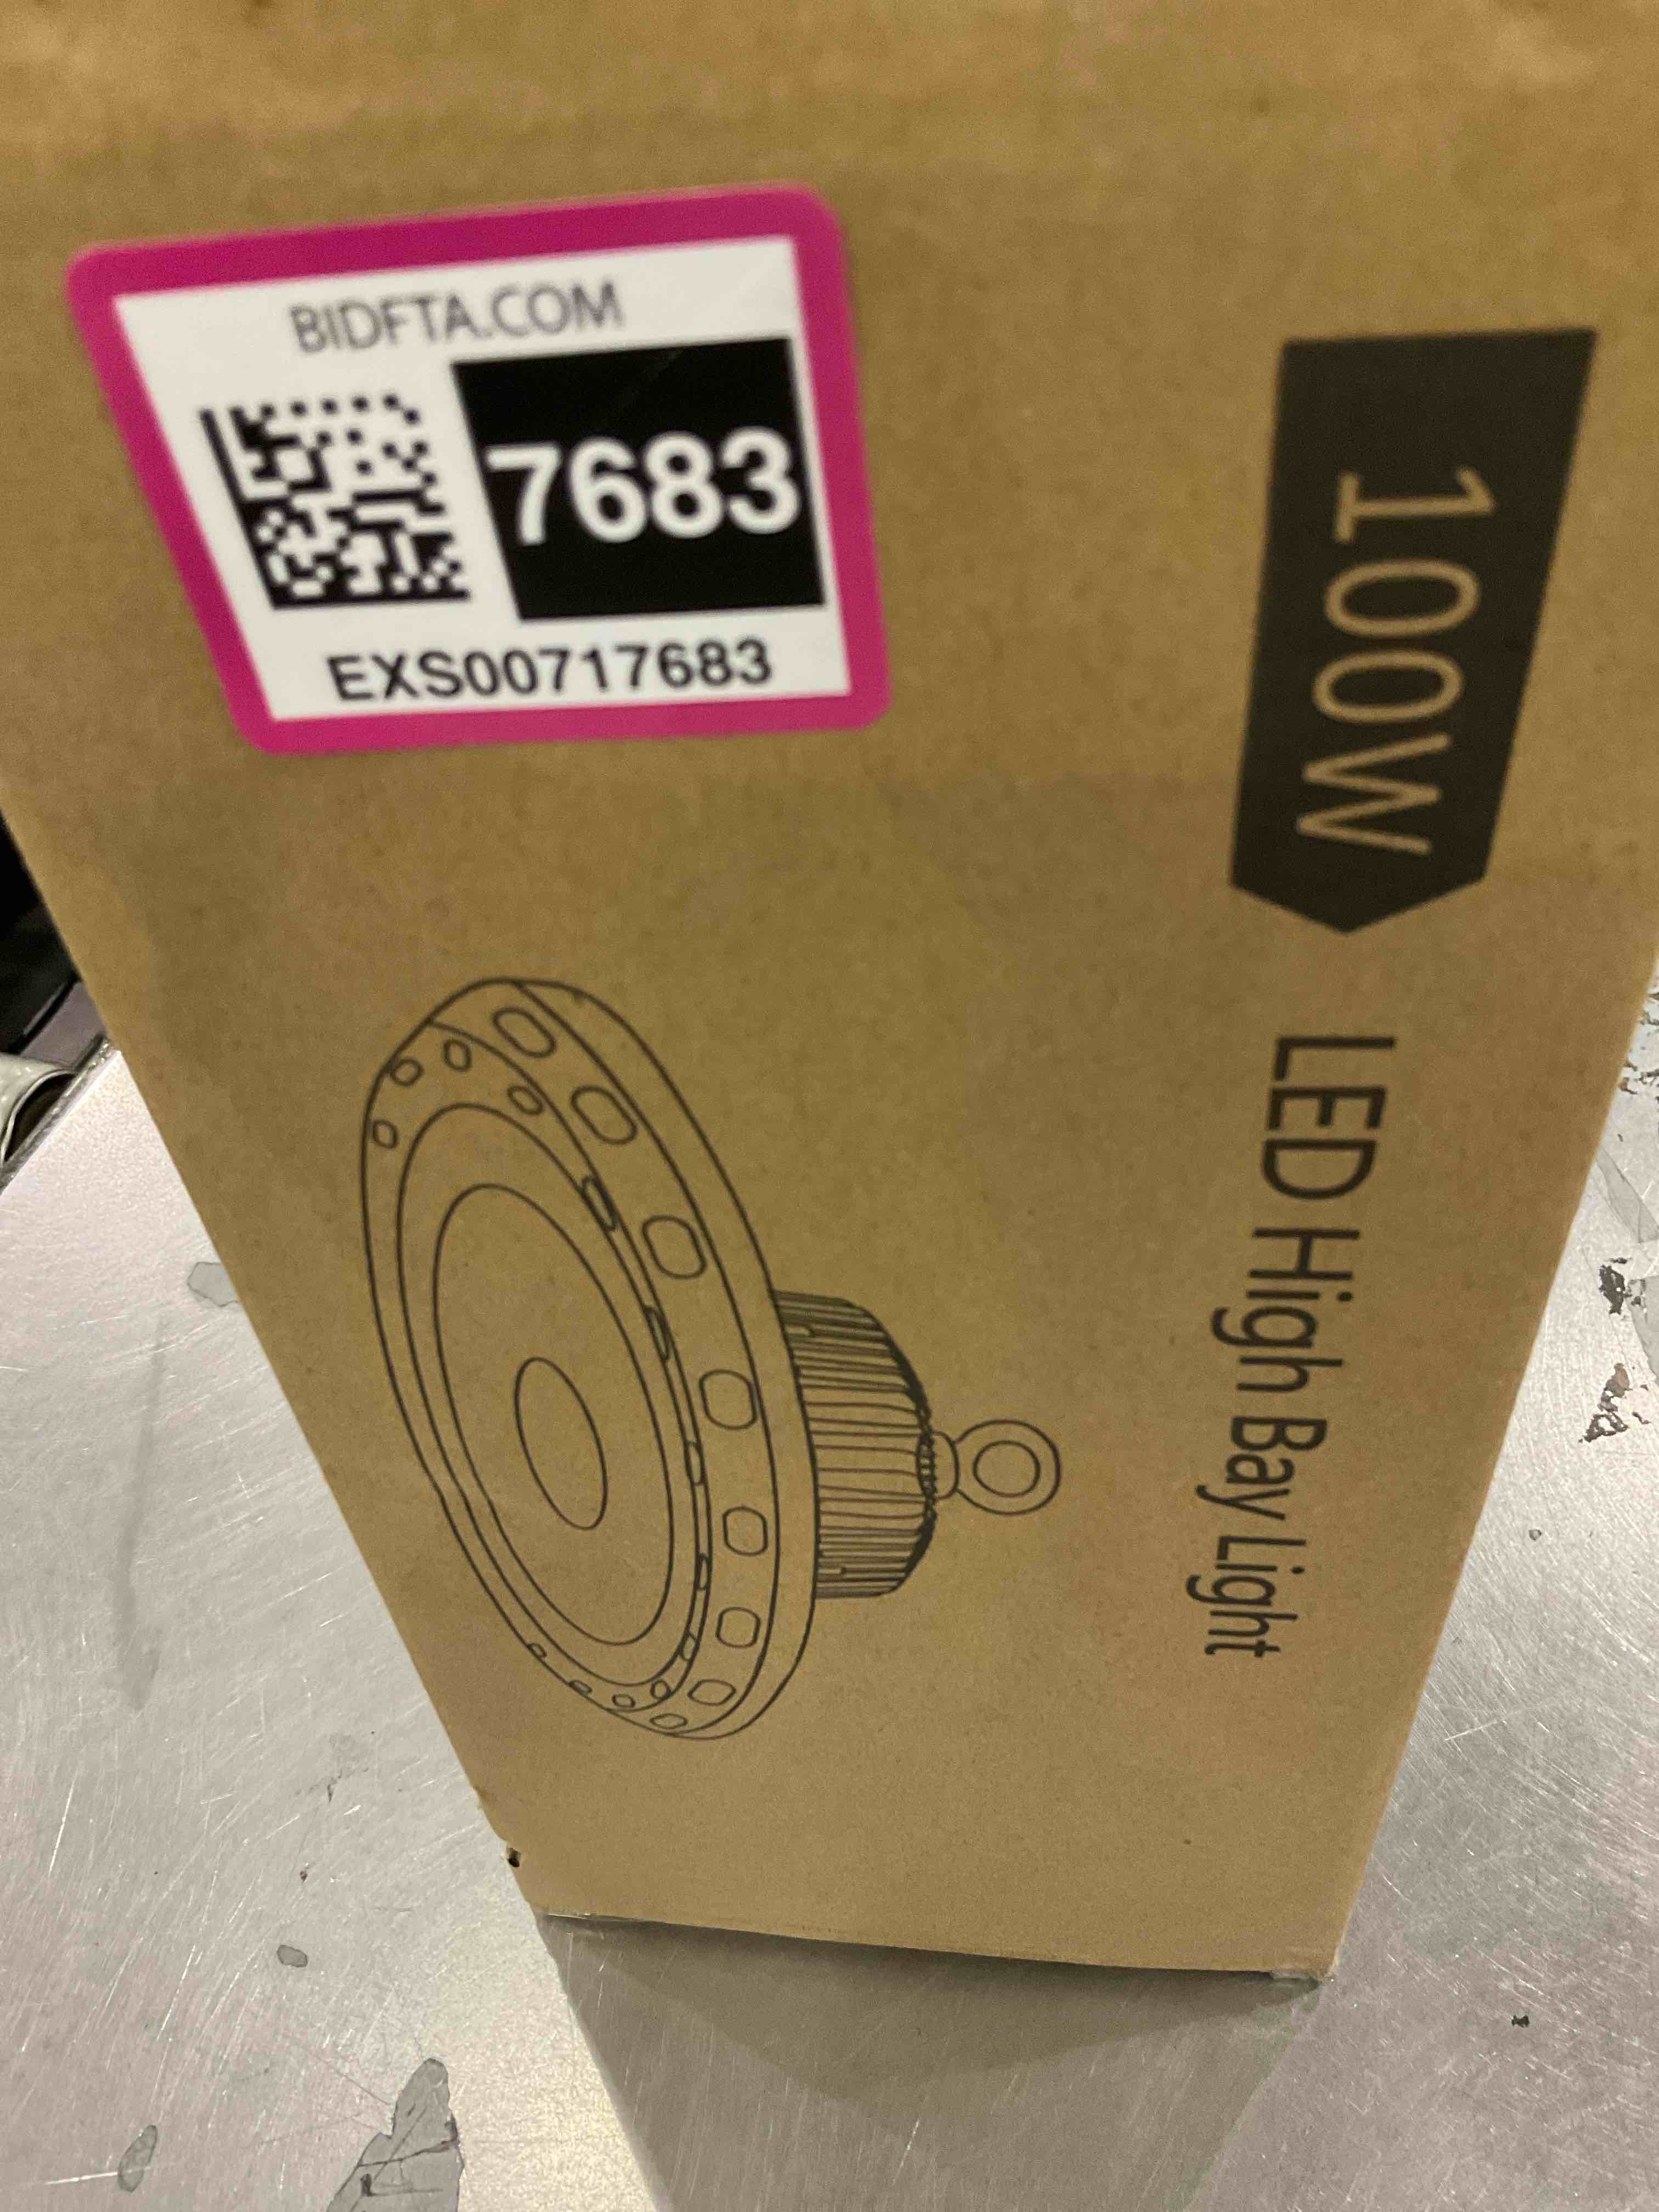 BIDFTA.COM
7683
EXS00717683
100W
LED High Bay Light